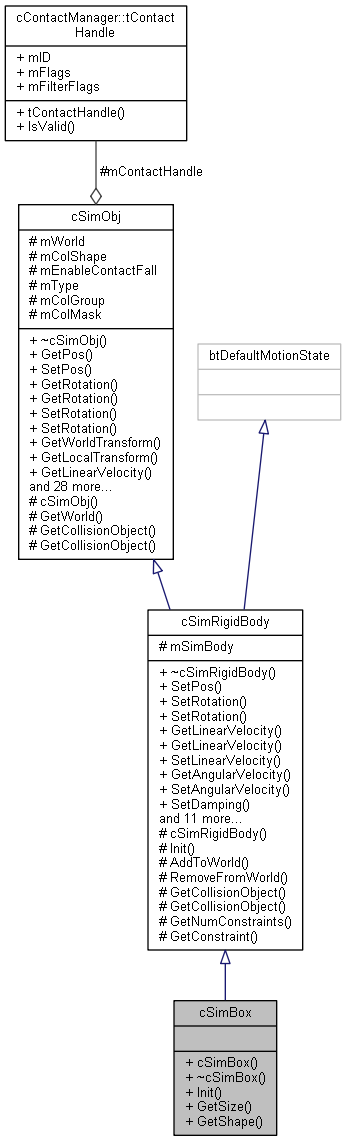 cContactManager::tContact
Handle
+ mID
+ mFlags
+ mFilterFlags
+ tContactHandle()
+ IsValid()
#mContactHandle
cSimObj
# mWorld
# mColShape
# mEnableContactFall
# mType
# mColGroup
# mColMask
+ ~cSimObj()
+ GetPos()
+ SetPos()
+ GetRotation()
+ GetRotation()
+ SetRotation()
+ SetRotation()
+ GetWorldTransform()
+ GetLocalTransform()
+ GetLinearVelocity()
and 28 more...
# cSimObj()
# GetWorld()
# GetCollisionObject()
# GetCollisionObject()
btDefaultMotionState
cSimRigidBody
# mSimBody
+ ~cSimRigidBody()
+ SetPos()
+ SetRotation()
+ SetRotation()
+ GetLinearVelocity()
+ GetLinearVelocity()
+ SetLinearVelocity()
+ GetAngularVelocity()
+ SetAngularVelocity()
+ SetDamping()
and 11 more...
# cSimRigidBody()
# Init()
# AddToWorld()
# RemoveFromWorld()
# GetCollisionObject()
# GetCollisionObject()
# GetNumConstraints()
# GetConstraint()
cSimBox
+ cSimBox()
+ ~cSimBox()
+ Init()
+ GetSize()
+ GetShape()